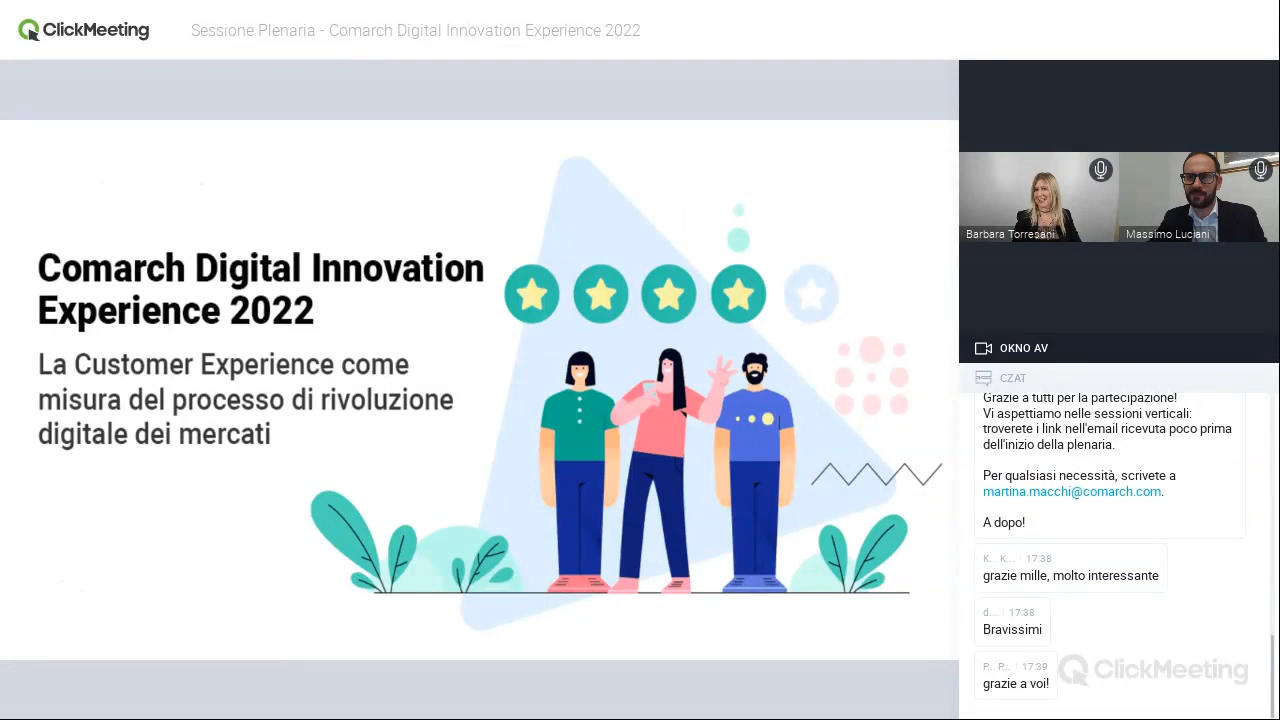 ClickMeeting
Sessione Plenaria - Comarch Digital Innovation Experience 2022
Comarch Digital Innovation
Experience 2022
La Customer Experience come
misura del processo di rivoluzione
digitale dei mercati
Barbara Torresani
Massimo Luciani
OKNO AV
CZAT
Grazie a tutti per la partecipazione!
Vi aspettiamo nelle sessioni verticali:
troverete i link nell'email ricevuta poco prima
dell'inizio della plenaria.
Per qualsiasi necessità, scrivete a
martina.macchi@comarch.com.
A dopo!
K... K... 17:38
grazie mille, molto interessante
d... 17:38
Bravissimi
P... P... 17:39
grazie a voi!
ClickMeeting